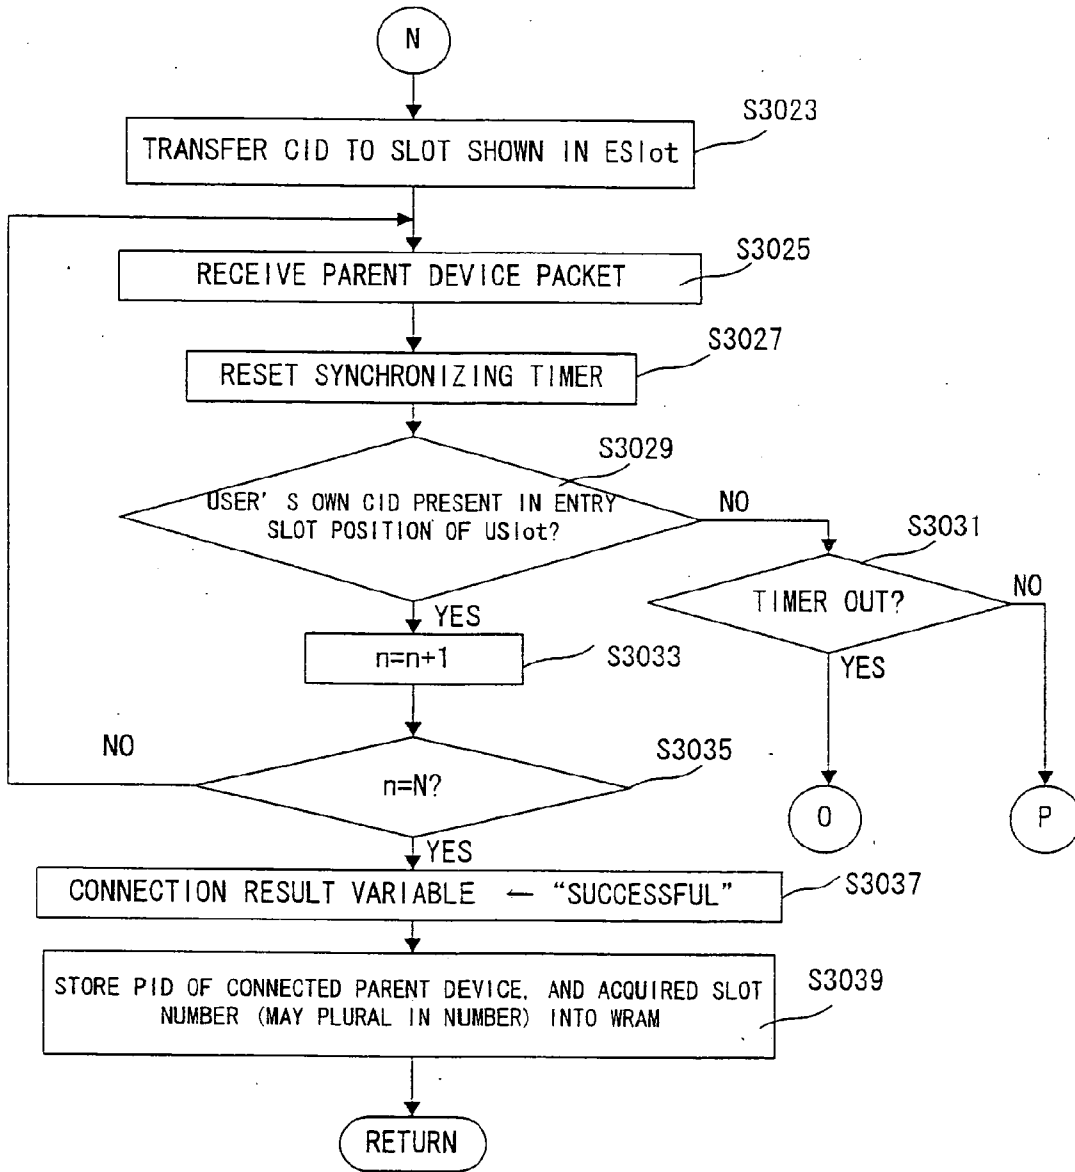 N
S3023
TRANSFER CID TO SLOT SHOWN IN ESlot
S3025
RECEIVE PARENT DEVICE PACKET
S3027
RESET SYNCHRONIZING TIMER
S3029
USER' S OWN CID PRESENT IN ENTRY
SLOT POSITION OF USlot?
NO
S3031
TIMER OUT?
NO
YES
YES
n=n+1
S3033
NO
n=N?
S3035
O
P
YES
CONNECTION RESULT VARIABLE ← “SUCCESSFUL”
S3037
STORE PID OF CONNECTED PARENT DEVICE, AND ACQUIRED SLOT
NUMBER (MAY PLURAL IN NUMBER) INTO WRAM
S3039
RETURN